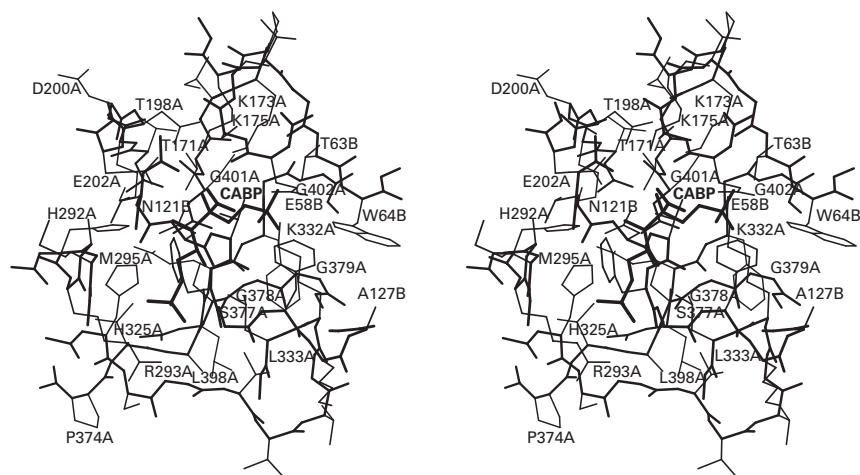 D200A
T198A
K173A
K175A
T171A
T63B
G401A
E202A
CABP
G402A
E58B
N121B
H292A
W64B
K332A
M295A
G379A
G378A
A127B
S377A
H325A
L333A
R293A
L398A
P374A
D200A
T198A
K173A
K175A
T171A
T63B
G401A
E202A
CABP
G402A
E58B
N121B
H292A
W64B
K332A
M295A
G379A
G378A
A127B
S377A
H325A
L333A
R293A
L398A
P374A